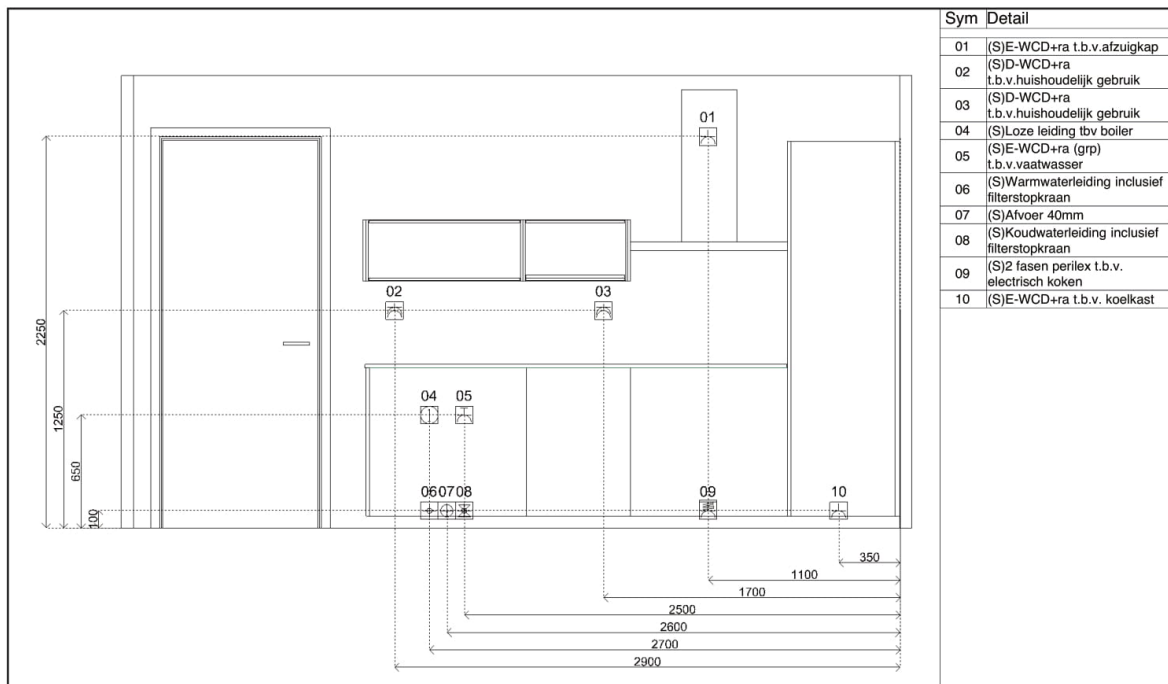 Sym Detail
01 (S)E-WCD+ra t.b.v.afzuigkap
02 (S)D-WCD+ra
t.b.v.huishoudelijk gebruik
03 (S)D-WCD+ra
t.b.v.huishoudelijk gebruik
04 (S)Loze leiding tbv boiler
05 (S)E-WCD+ra (grp)
t.b.v.vaatwasser
06 (S)Warmwaterleiding inclusief
filterstopkraan
07 (S)Afvoer 40mm
08 (S)Koudwaterleiding inclusief
filterstopkraan
09 (S)2 fasen perilex t.b.v.
electrisch koken
10 (S)E-WCD+ra t.b.v. koelkast
01
02 03
2250
1250
04 05
650
06 07 08 09 10
100
350
1100
1700
2500
2600
2700
2900